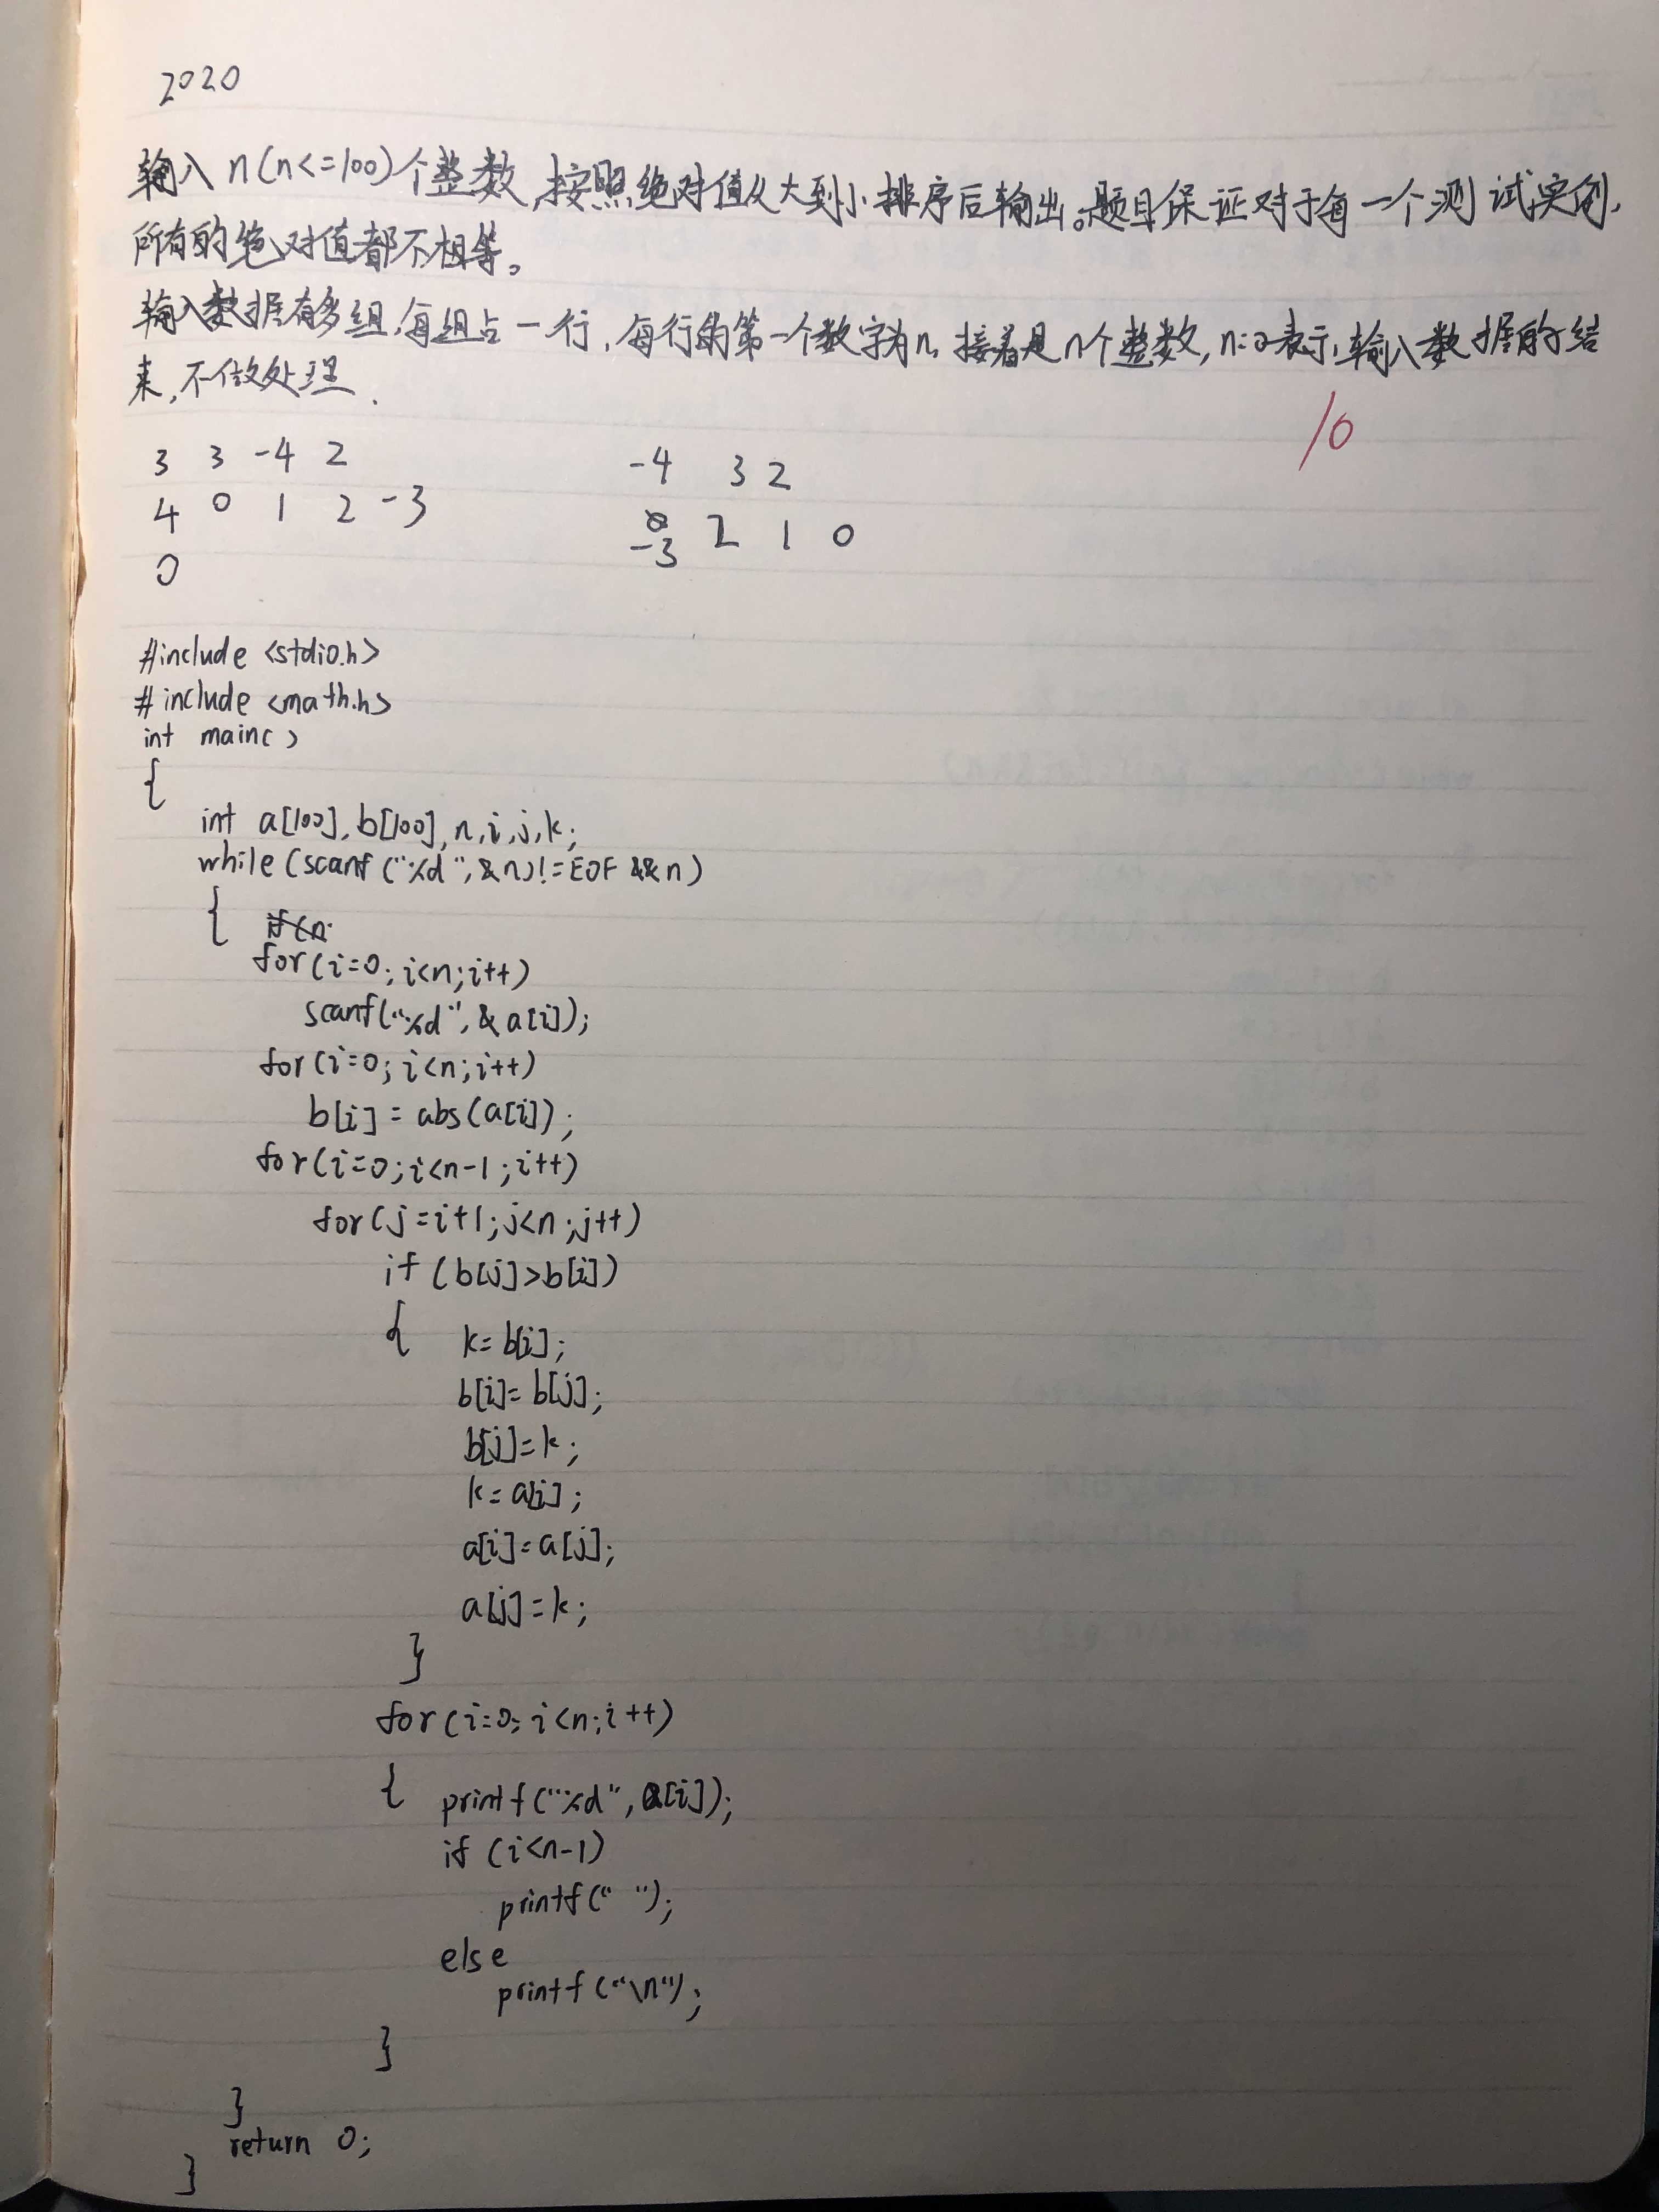 2020
输入n(n<=100)个整数,按照绝对值从大到小排序后输出。题目保证对于每一个测试实例,
所有的绝对值都不相等。
输入数据有多组,每组占一行,每行的第一个数字为n,接着是n个整数,n=0表示输入数据的结
束,不做处理.
10
3 3 -4 2
-4 3 2
4 0 1 2 -3
-3 2 1 0
0
#include <stdio.h>
#include <math.h>
int main()
{
int a[100],b[100],n,i,j,k;
while(scanf("%d",&n)!=EOF&&n)
{ if(n
for(i=0;i<n;i++)
scanf("%d",&a[i]);
for(i=0;i<n;i++)
b[i]=abs(a[i]);
for(i=0;i<n-1;i++)
for(j=i+1;j<n;j++)
if(b[j]>b[i])
{ k=b[i];
b[i]=b[j];
b[j]=k;
k=a[i];
a[i]=a[j];
a[j]=k;
}
for(i=0;i<n;i++)
{ printf("%d",a[i]);
if(i<n-1)
printf(" ");
else
printf("\n");
}
}
return 0;
}